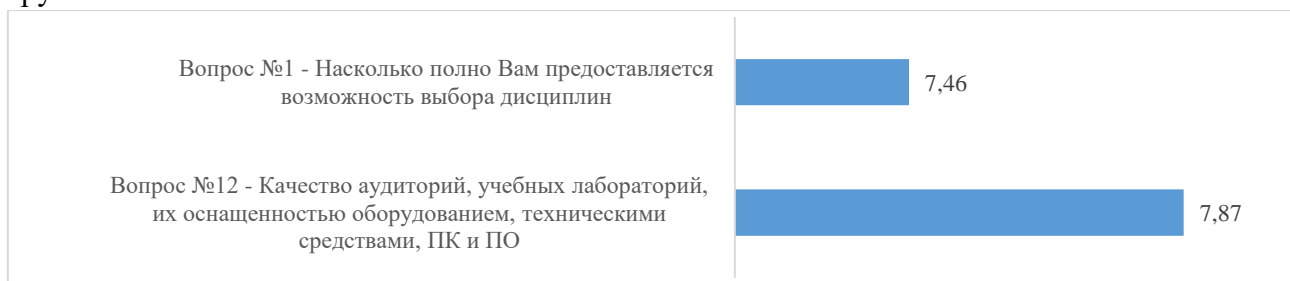 Вопрос №1 - Насколько полно Вам предоставляется
возможность выбора дисциплин
7,46
Вопрос №12 - Качество аудиторий, учебных лабораторий,
их оснащенностью оборудованием, техническими
средствами, ПК и ПО
7,87